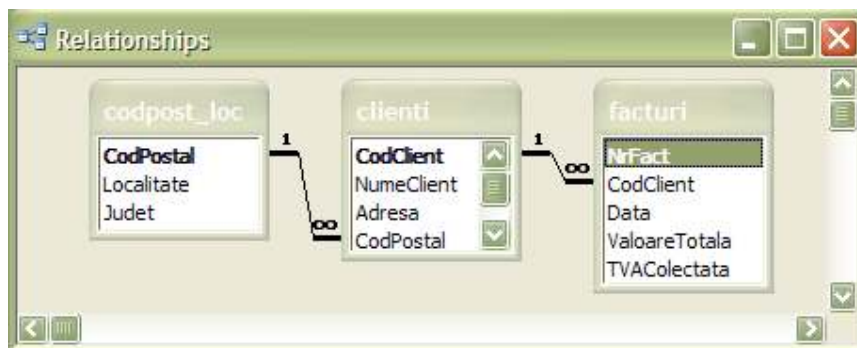 Relationships
codpost_loc
CodPostal
Localitate
Judet
1
∞
clienti
CodClient
NumeClient
Adresa
CodPostal
1
∞
facturi
NrFact
CodClient
Data
ValoareTotala
TVAColectata